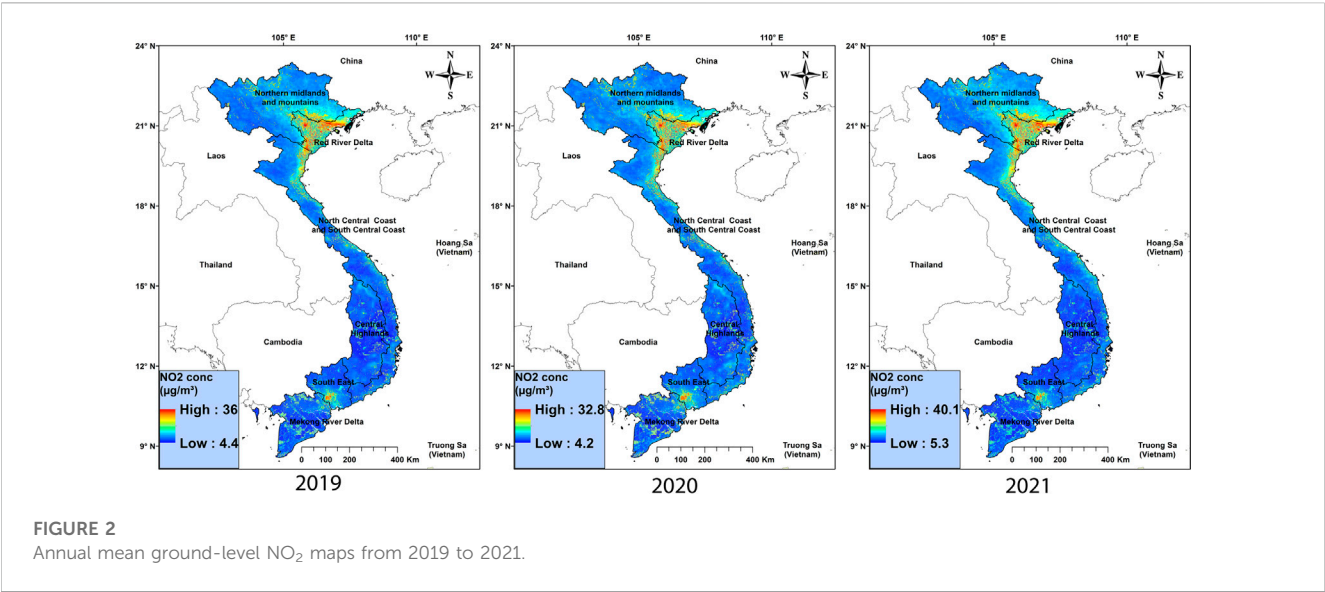 105° E 110° E
24° N
China
N
W E
S
Northern midlands
and mountains
21° N
Red River Delta
Laos
18° N
North Central Coast
and South Central Coast
Hoang Sa
(Vietnam)
Thailand
15° N
Central
Highlands
Cambodia
12° N
NO2 conc
(µg/m³)
High : 36
Low : 4.4
South East
Mekong River Delta
9° N
Truong Sa
(Vietnam)
0 100 200 400 Km
2019
105° E 110° E
24° N
China
N
W E
S
Northern midlands
and mountains
21° N
Red River Delta
Laos
18° N
North Central Coast
and South Central Coast
Hoang Sa
(Vietnam)
Thailand
15° N
Central
Highlands
Cambodia
12° N
NO2 conc
(µg/m³)
High : 32.8
Low : 4.2
South East
Mekong River Delta
9° N
Truong Sa
(Vietnam)
0 100 200 400 Km
2020
105° E 110° E
24° N
China
N
W E
S
Northern midlands
and mountains
21° N
Red River Delta
Laos
18° N
North Central Coast
and South Central Coast
Hoang Sa
(Vietnam)
Thailand
15° N
Central
Highlands
Cambodia
12° N
NO2 conc
(µg/m³)
High : 40.1
Low : 5.3
South East
Mekong River Delta
9° N
Truong Sa
(Vietnam)
0 100 200 400 Km
2021
FIGURE 2
Annual mean ground-level NO₂ maps from 2019 to 2021.